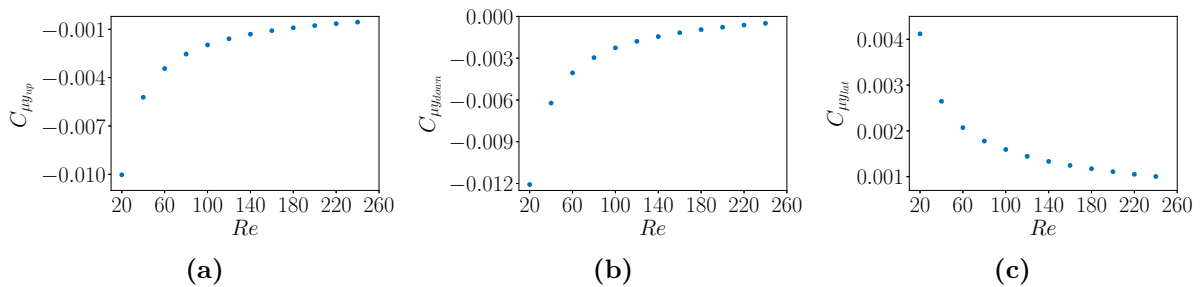 −0.001
−0.004
−0.007
−0.010
C_{μy_{up}}
20 60 100 140 180 220 260
Re
(a)
0.000
−0.003
−0.006
−0.009
−0.012
C_{μy_{down}}
20 60 100 140 180 220 260
Re
(b)
0.004
0.003
0.002
0.001
C_{μy_{lat}}
20 60 100 140 180 220 260
Re
(c)